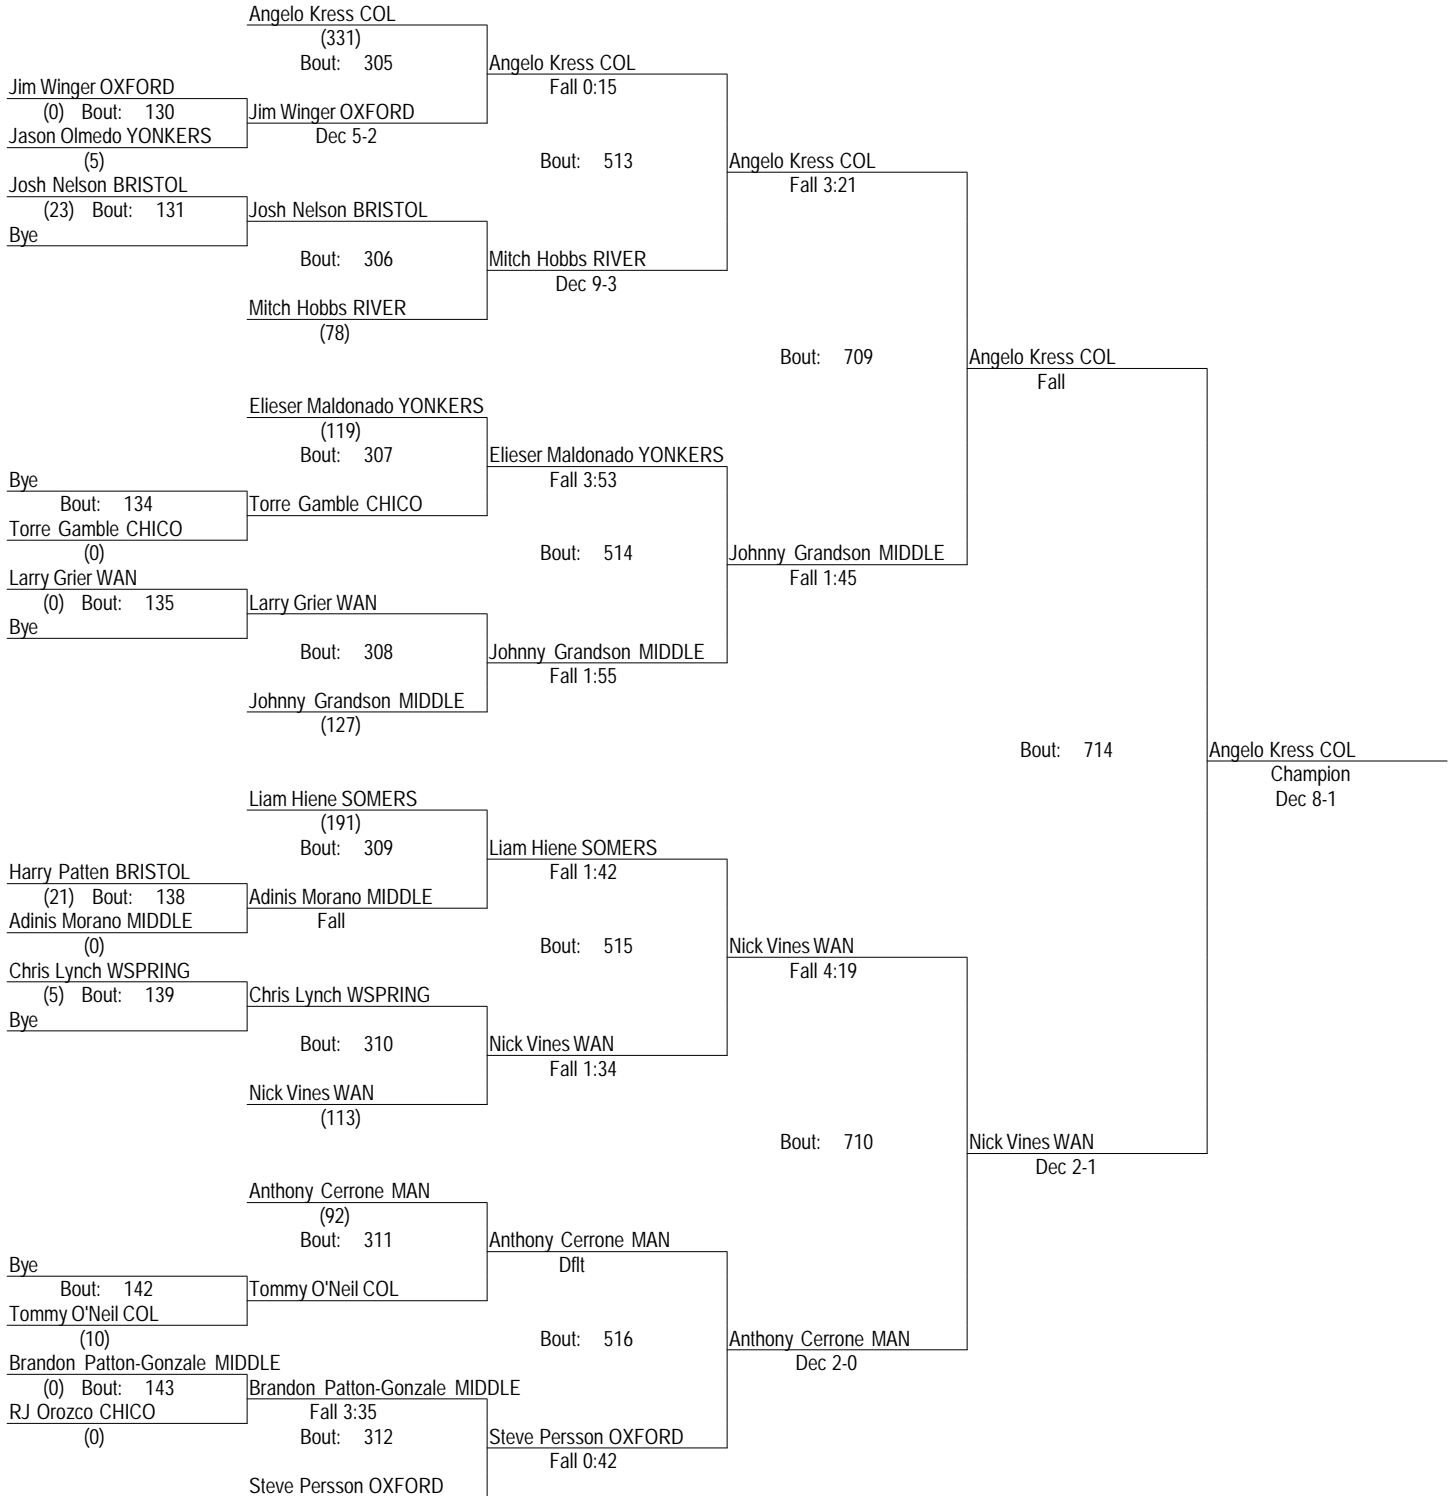 Angelo Kress COL
(331)
Bout: 305
Angelo Kress COL
Fall 0:15
Jim Winger OXFORD
(0) Bout: 130
Jim Winger OXFORD
Dec 5-2
Jason Olmedo YONKERS
(5)
Bout: 513
Angelo Kress COL
Fall 3:21
Josh Nelson BRISTOL
(23) Bout: 131
Josh Nelson BRISTOL
Bye
Bout: 306
Mitch Hobbs RIVER
Dec 9-3
Mitch Hobbs RIVER
(78)
Bout: 709
Angelo Kress COL
Fall
Elieser Maldonado YONKERS
(119)
Bout: 307
Elieser Maldonado YONKERS
Fall 3:53
Bye
Bout: 134
Torre Gamble CHICO
Torre Gamble CHICO
(0)
Bout: 514
Johnny Grandson MIDDLE
Fall 1:45
Larry Grier WAN
(0) Bout: 135
Larry Grier WAN
Bye
Bout: 308
Johnny Grandson MIDDLE
Fall 1:55
Johnny Grandson MIDDLE
(127)
Bout: 714
Angelo Kress COL
Champion
Dec 8-1
Liam Hiene SOMERS
(191)
Bout: 309
Liam Hiene SOMERS
Fall 1:42
Harry Patten BRISTOL
(21) Bout: 138
Adinis Morano MIDDLE
Fall
Adinis Morano MIDDLE
(0)
Bout: 515
Nick Vines WAN
Fall 4:19
Chris Lynch WSPRING
(5) Bout: 139
Chris Lynch WSPRING
Bye
Bout: 310
Nick Vines WAN
Fall 1:34
Nick Vines WAN
(113)
Bout: 710
Nick Vines WAN
Dec 2-1
Anthony Cerrone MAN
(92)
Bout: 311
Anthony Cerrone MAN
Dflt
Bye
Bout: 142
Tommy O'Neil COL
Tommy O'Neil COL
(10)
Bout: 516
Anthony Cerrone MAN
Dec 2-0
Brandon Patton-Gonzale MIDDLE
(0) Bout: 143
Brandon Patton-Gonzale MIDDLE
Fall 3:35
RJ Orozco CHICO
(0)
Bout: 312
Steve Persson OXFORD
Fall 0:42
Steve Persson OXFORD